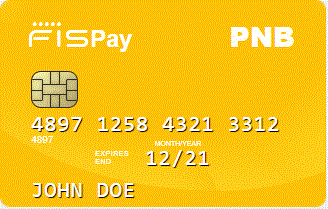 FISPay PNB
4897 1258 4321 3312
4897
MONTH/YEAR
EXPIRES END 12/21
JOHN DOE